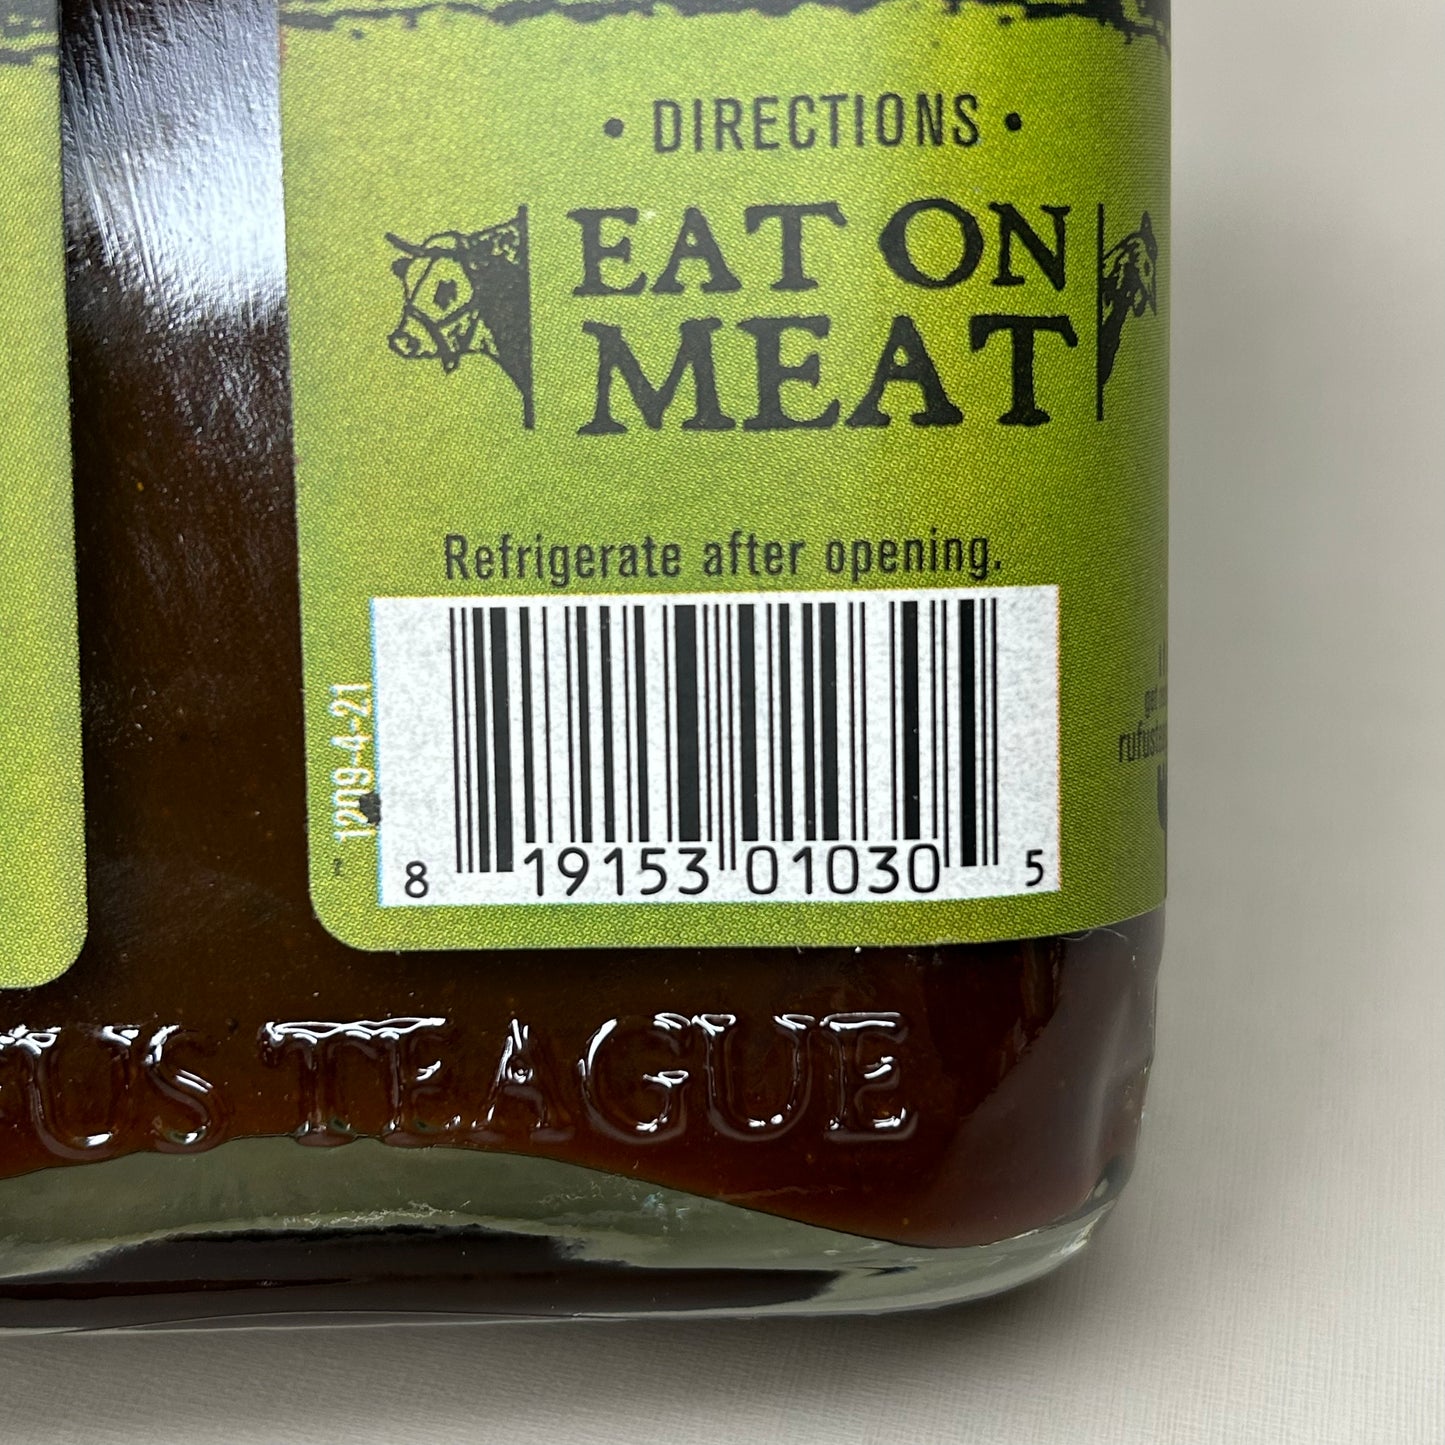 • DIRECTIONS •
EAT ON
MEAT
Refrigerate after opening.
1209-4-21
8 19153 01030 5
TEAGUE